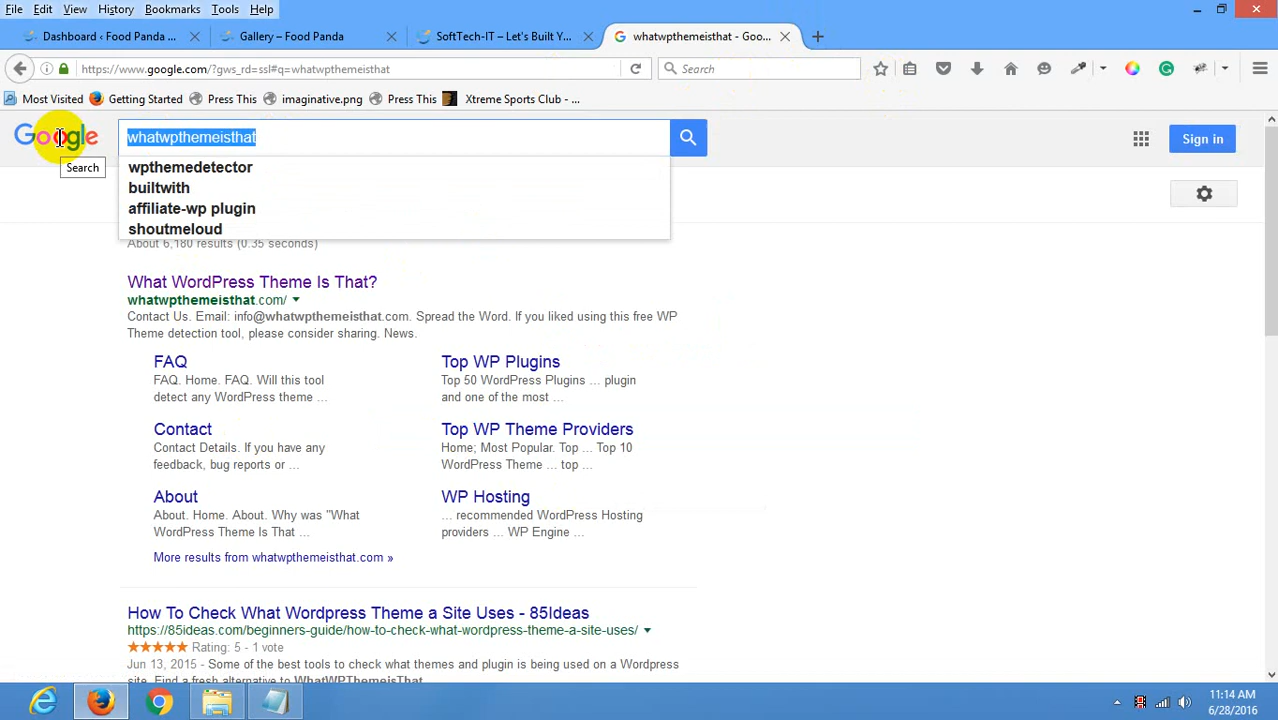 File Edit View History Bookmarks Tools Help
Dashboard ‹ Food Panda ... Gallery – Food Panda SoftTech-IT – Let's Built Y... whatwpthemeisthat - Goo...
https://www.google.com/?gws_rd=ssl#q=whatwpthemeisthat Search
Most Visited Getting Started Press This imaginative.png Press This Xtreme Sports Club - ...
Google whatwpthemeisthat Sign in
Search
wpthemedetector
builtwith
affiliate-wp plugin
shoutmeloud
About 6,180 results (0.35 seconds)
What WordPress Theme Is That?
whatwpthemeisthat.com/
Contact Us. Email: info@whatwpthemeisthat.com. Spread the Word. If you liked using this free WP
Theme detection tool, please consider sharing. News.
FAQ
FAQ. Home. FAQ. Will this tool
detect any WordPress theme ...
Top WP Plugins
Top 50 WordPress Plugins ... plugin
and one of the most ...
Contact
Contact Details. If you have any
feedback, bug reports or ...
Top WP Theme Providers
Home; Most Popular. Top ... Top 10
WordPress Theme ... top ...
About
About. Home. About. Why was "What
WordPress Theme Is That ...
WP Hosting
... recommended WordPress Hosting
providers ... WP Engine ...
More results from whatwpthemeisthat.com »
How To Check What Wordpress Theme a Site Uses - 85Ideas
https://85ideas.com/beginners-guide/how-to-check-what-wordpress-theme-a-site-uses/
Rating: 5 - 1 vote
Jun 13, 2015 - Some of the best tools to check what themes and plugin is being used on a Wordpress
site. Find a fresh alternative to WhatWPThemeisThat.
11:14 AM
6/28/2016